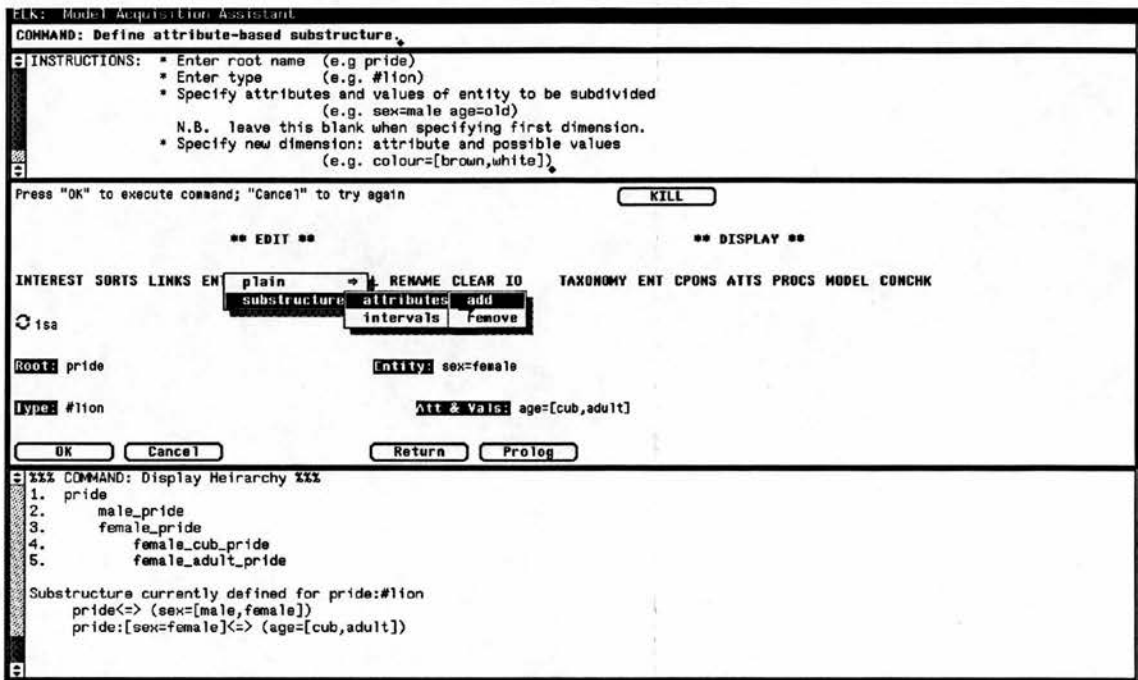 ELK: Model Acquisition Assistant
COMMAND: Define attribute-based substructure.
INSTRUCTIONS: * Enter root name (e.g pride)
* Enter type (e.g. #lion)
* Specify attributes and values of entity to be subdivided
(e.g. sex=male age=old)
N.B. leave this blank when specifying first dimension.
* Specify new dimension: attribute and possible values
(e.g. colour=[brown,white])
Press "OK" to execute command; "Cancel" to try again KILL
** EDIT ** ** DISPLAY **
INTEREST SORTS LINKS plain ⇒ RENAME CLEAR IO TAXONOMY ENT CPONS ATTS PROCS MODEL CONCHK
substructure attributes add
intervals remove
isa
Root: pride Entity: sex=female
Type: #lion Att & Vals: age=[cub,adult]
OK Cancel Return Prolog
%%% COMMAND: Display Heirarchy %%%
1. pride
2. male_pride
3. female_pride
4. female_cub_pride
5. female_adult_pride
Substructure currently defined for pride:#lion
pride<=> (sex=[male,female])
pride:[sex=female]<=> (age=[cub,adult])